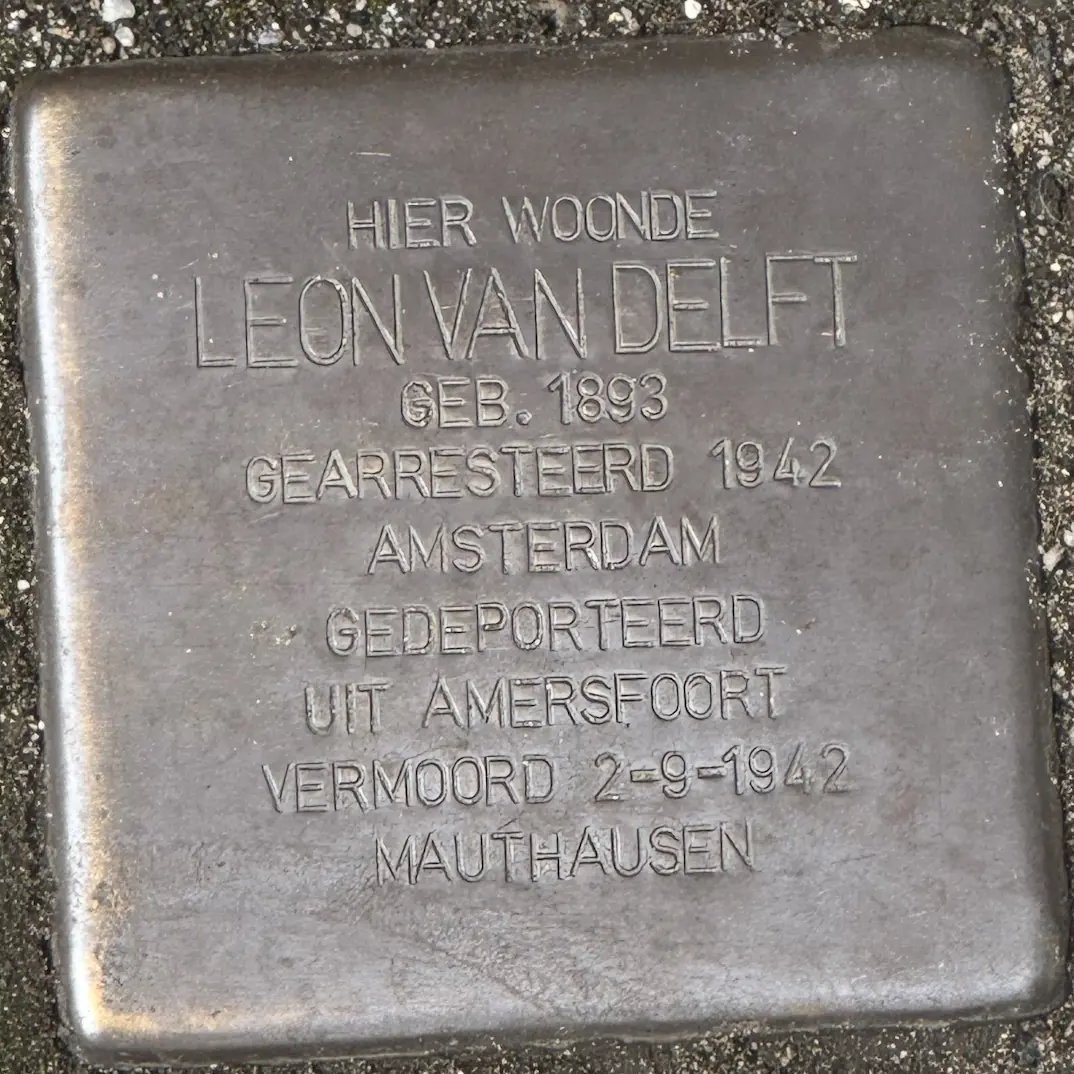 HIER WOONDE
LEON VAN DELFT
GEB. 1893
GEARRESTEERD 1942
AMSTERDAM
GEDEPORTEERD
UIT AMERSFOORT
VERMOORD 2-9-1942
MAUTHAUSEN